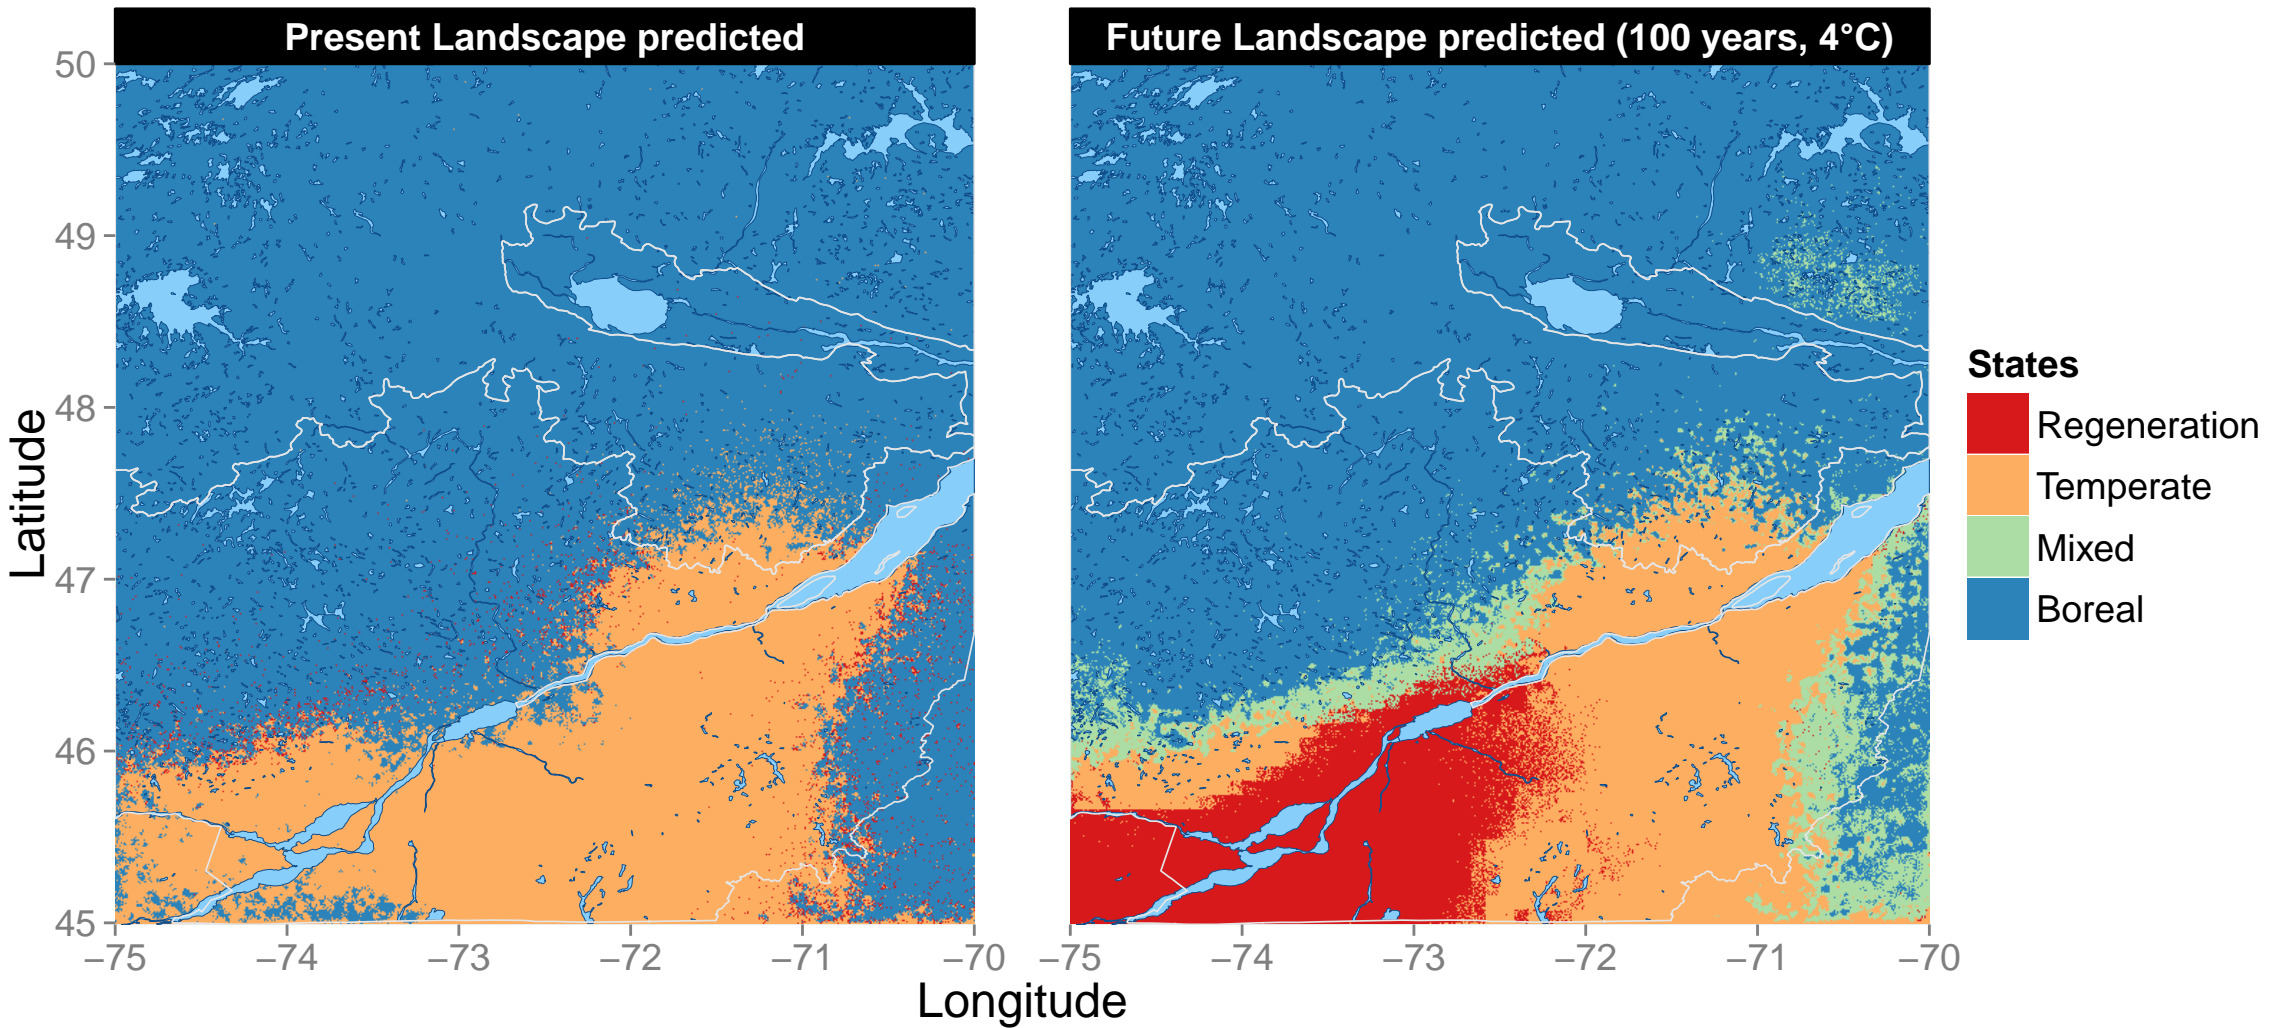 Present Landscape predicted
Future Landscape predicted (100 years, 4°C)
50
49
48
47
46
45
Latitude
−75
−74
−73
−72
−71
−70
−75
−74
−73
−72
−71
−70
Longitude
States
Regeneration
Temperate
Mixed
Boreal